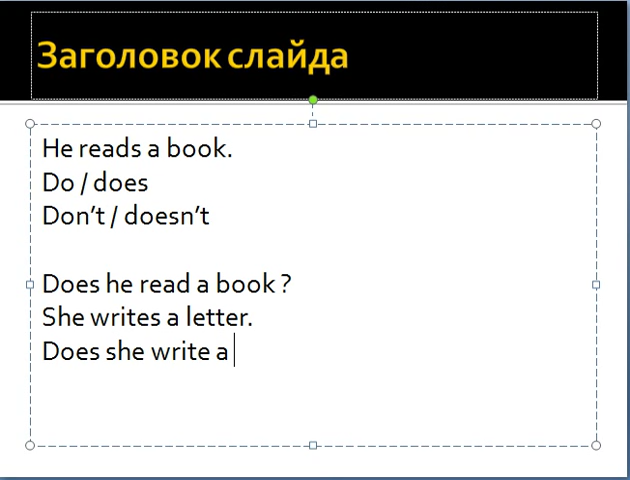 Заголовок слайда
He reads a book.
Do / does
Don’t / doesn’t
Does he read a book ?
She writes a letter.
Does she write a